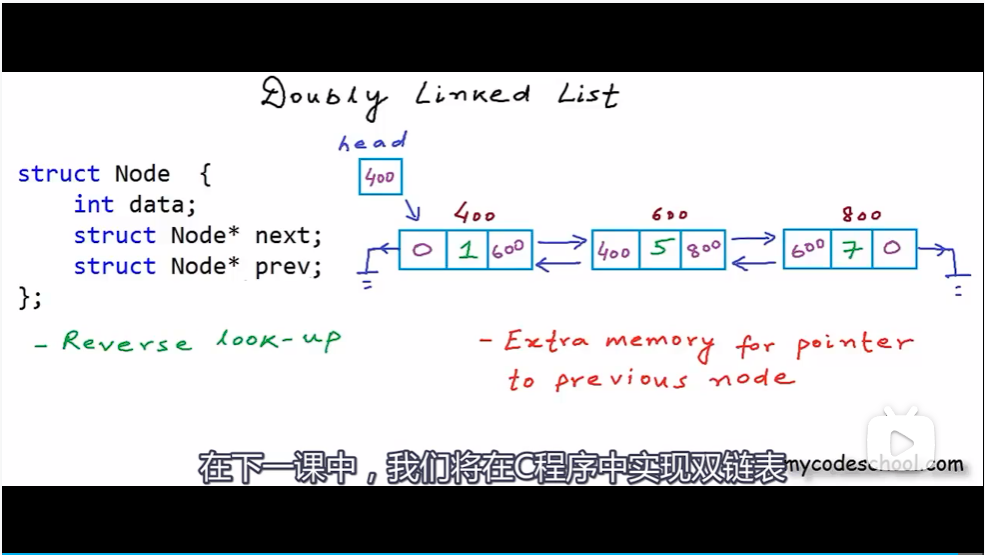 Doubly Linked List
head
400
struct Node {
int data;
struct Node* next;
struct Node* prev;
};
400 600 800
0 1 600 400 5 800 600 7 0
- Reverse look-up
- Extra memory for pointer
to previous node
在下一课中，我们将在C程序中实现双链表
mycodeschool.com